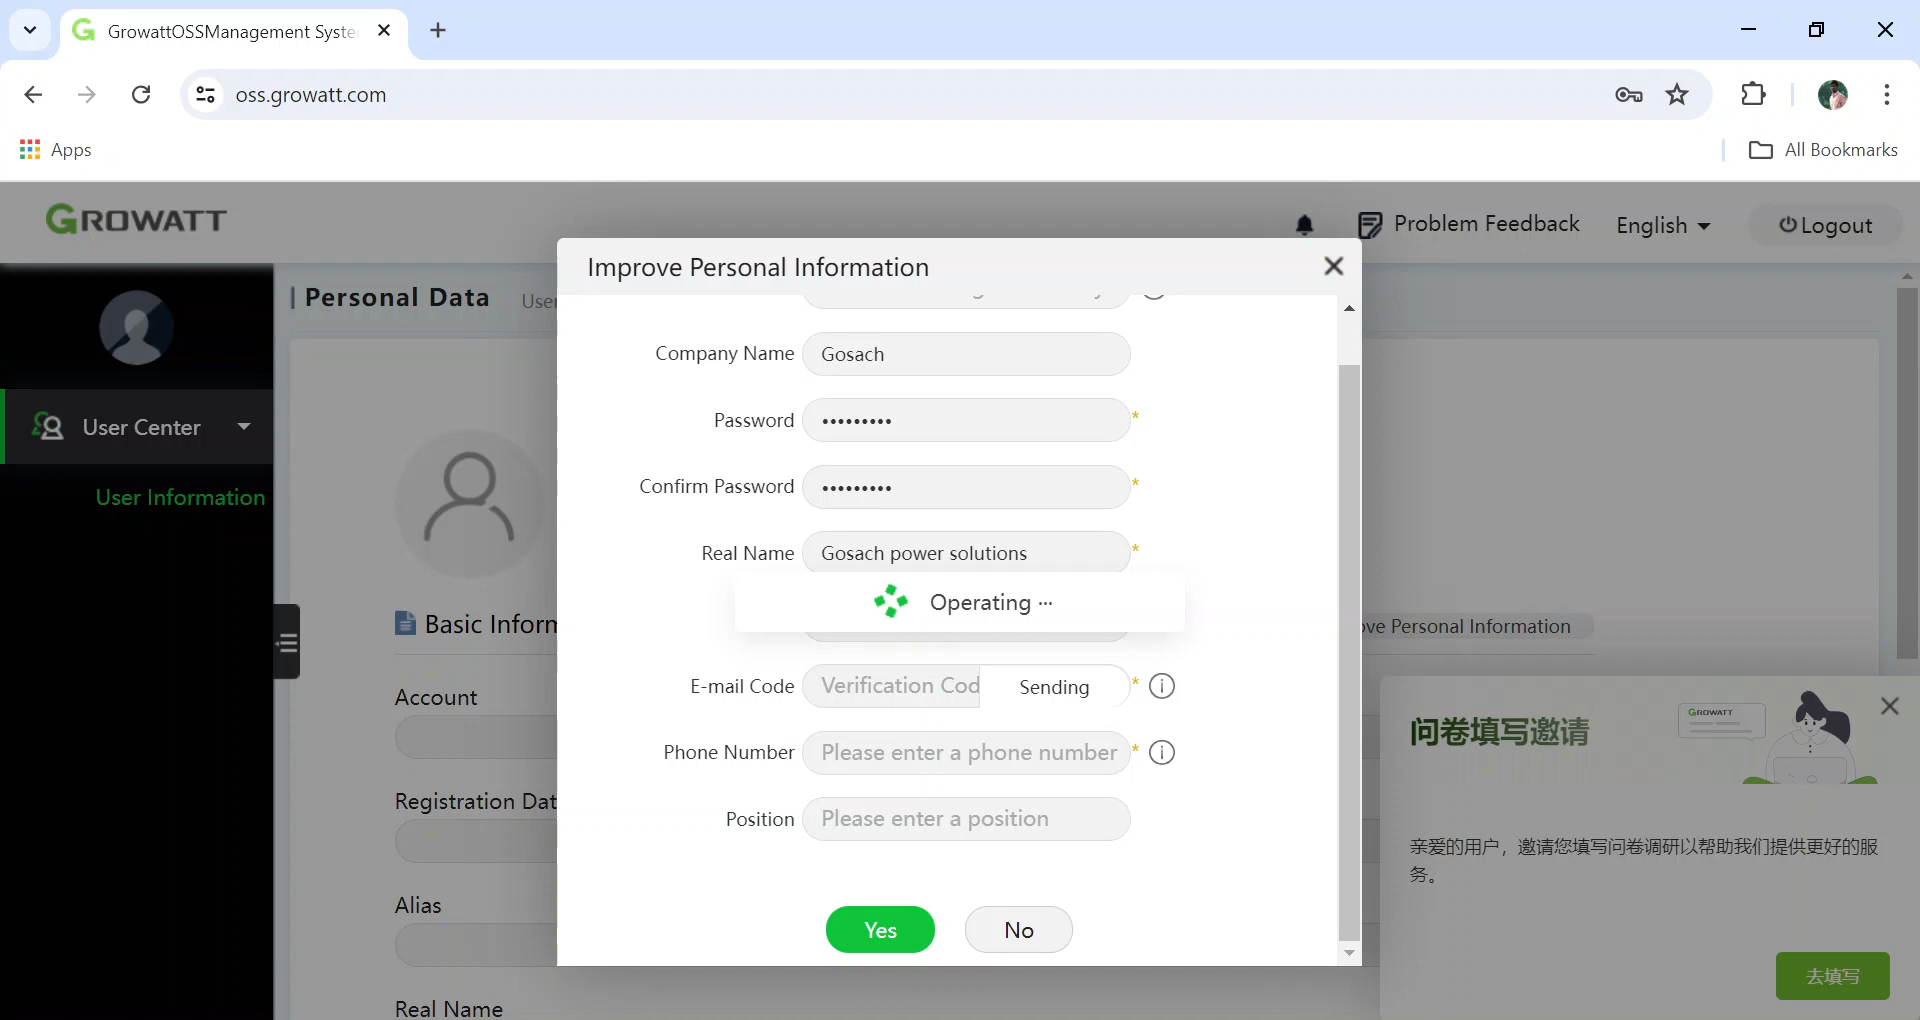 GrowattOSSManagement Syste
oss.growatt.com
Apps
All Bookmarks
GROWATT
Problem Feedback
English
Logout
Personal Data
User
Improve Personal Information
Company Name
Gosach
Password
•••••••••
*
Confirm Password
•••••••••
*
User Center
User Information
Real Name
Gosach power solutions
*
Operating ···
Basic Inform
ove Personal Information
E-mail Code
Verification Cod
Sending
*
Account
Phone Number
Please enter a phone number
*
Registration Dat
Position
Please enter a position
Alias
Yes
No
Real Name
问卷填写邀请
GROWATT
亲爱的用户，邀请您填写问卷调研以帮助我们提供更好的服
务。
去填写